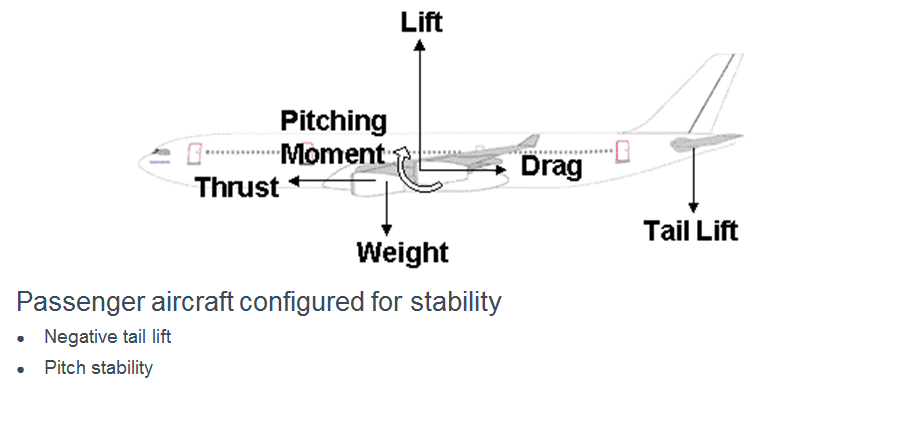 Lift
Pitching
Moment
Drag
Thrust
Tail Lift
Weight
Passenger aircraft configured for stability
• Negative tail lift
• Pitch stability